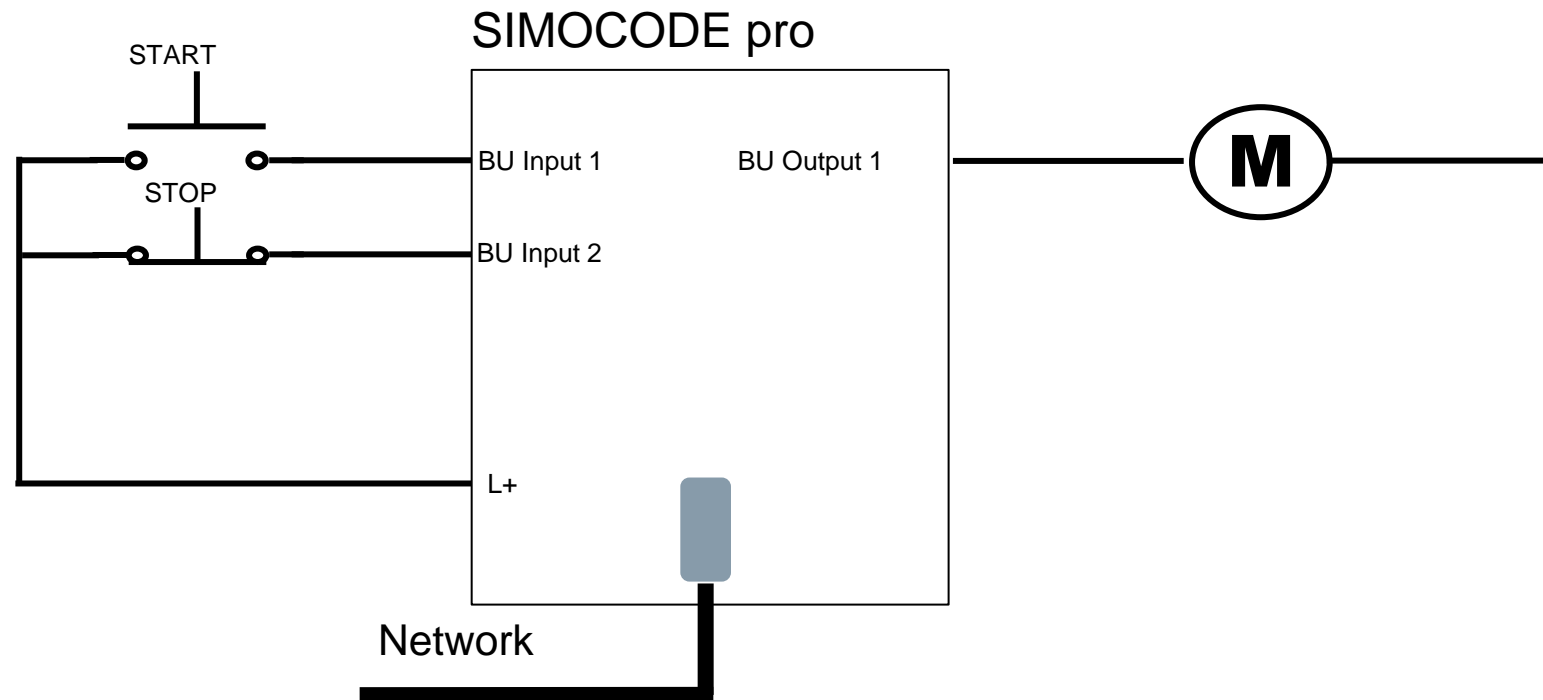 SIMOCODE pro
START
BU Input 1
BU Output 1
M
STOP
BU Input 2
L+
Network